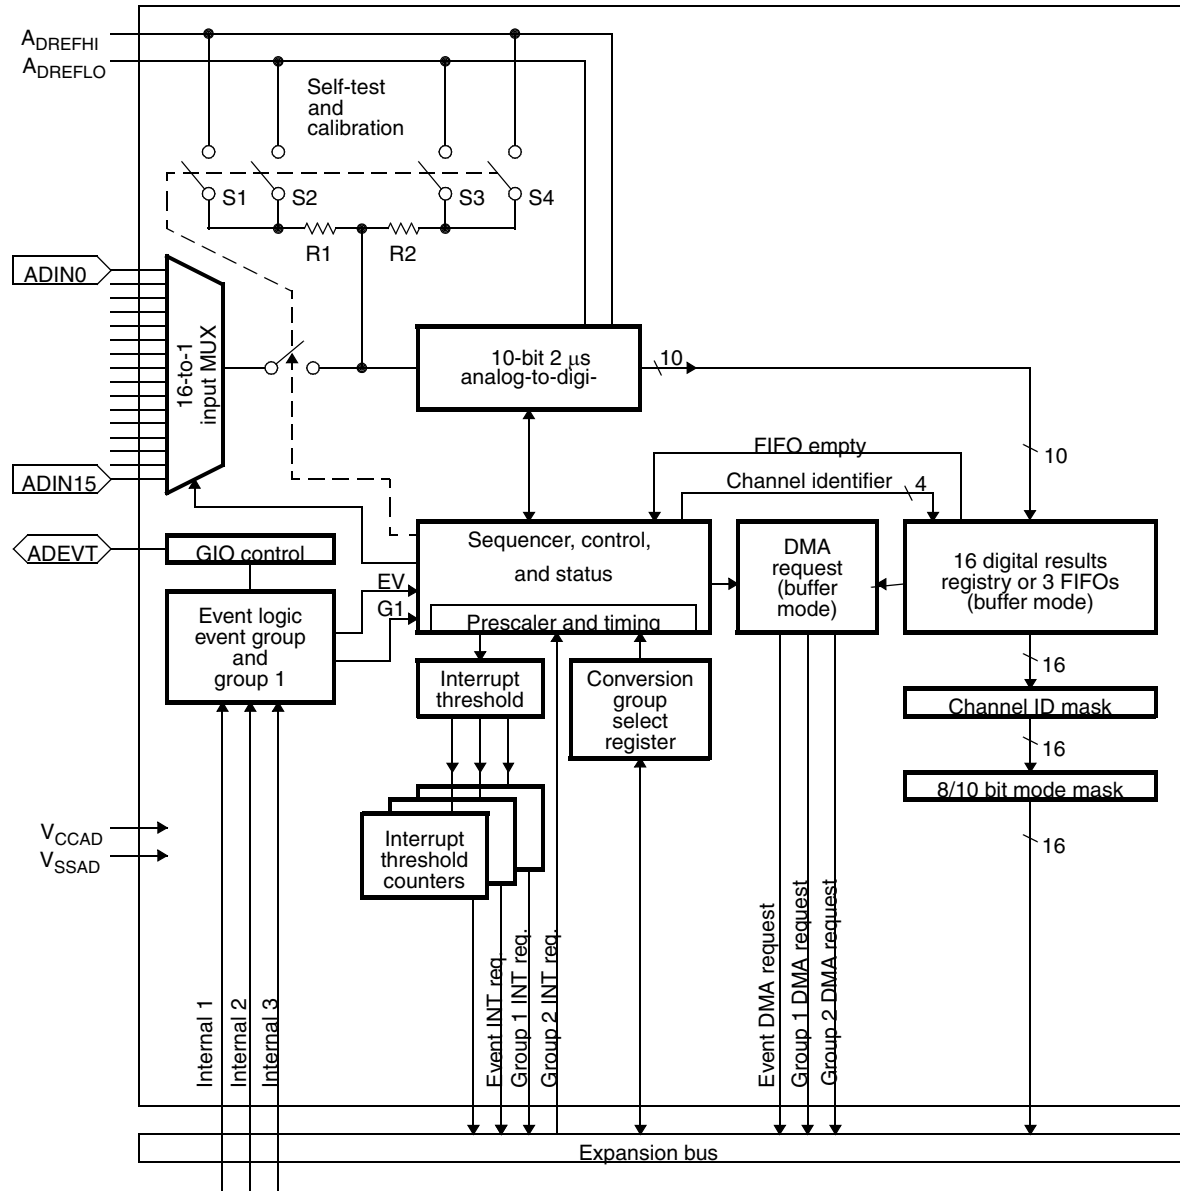 ADREFHI
ADREFLO
Self-test
and
calibration
S1
S2
S3
S4
R1
R2
ADIN0
16-to-1
input MUX
10-bit 2 μs
analog-to-digi-
10
FIFO empty
10
ADIN15
Channel identifier
4
ADEVT
GIO control
Sequencer, control,
and status
DMA
request
(buffer
mode)
16 digital results
registry or 3 FIFOs
(buffer mode)
EV
G1
Event logic
event group
and
group 1
Prescaler and timing
16
Interrupt
threshold
Conversion
group
select
register
Channel ID mask
16
8/10 bit mode mask
VCCAD
VSSAD
Interrupt
threshold
counters
16
Internal 1
Internal 2
Internal 3
Event INT req.
Group 1 INT req.
Group 2 INT req.
Event DMA request
Group 1 DMA request
Group 2 DMA request
Expansion bus